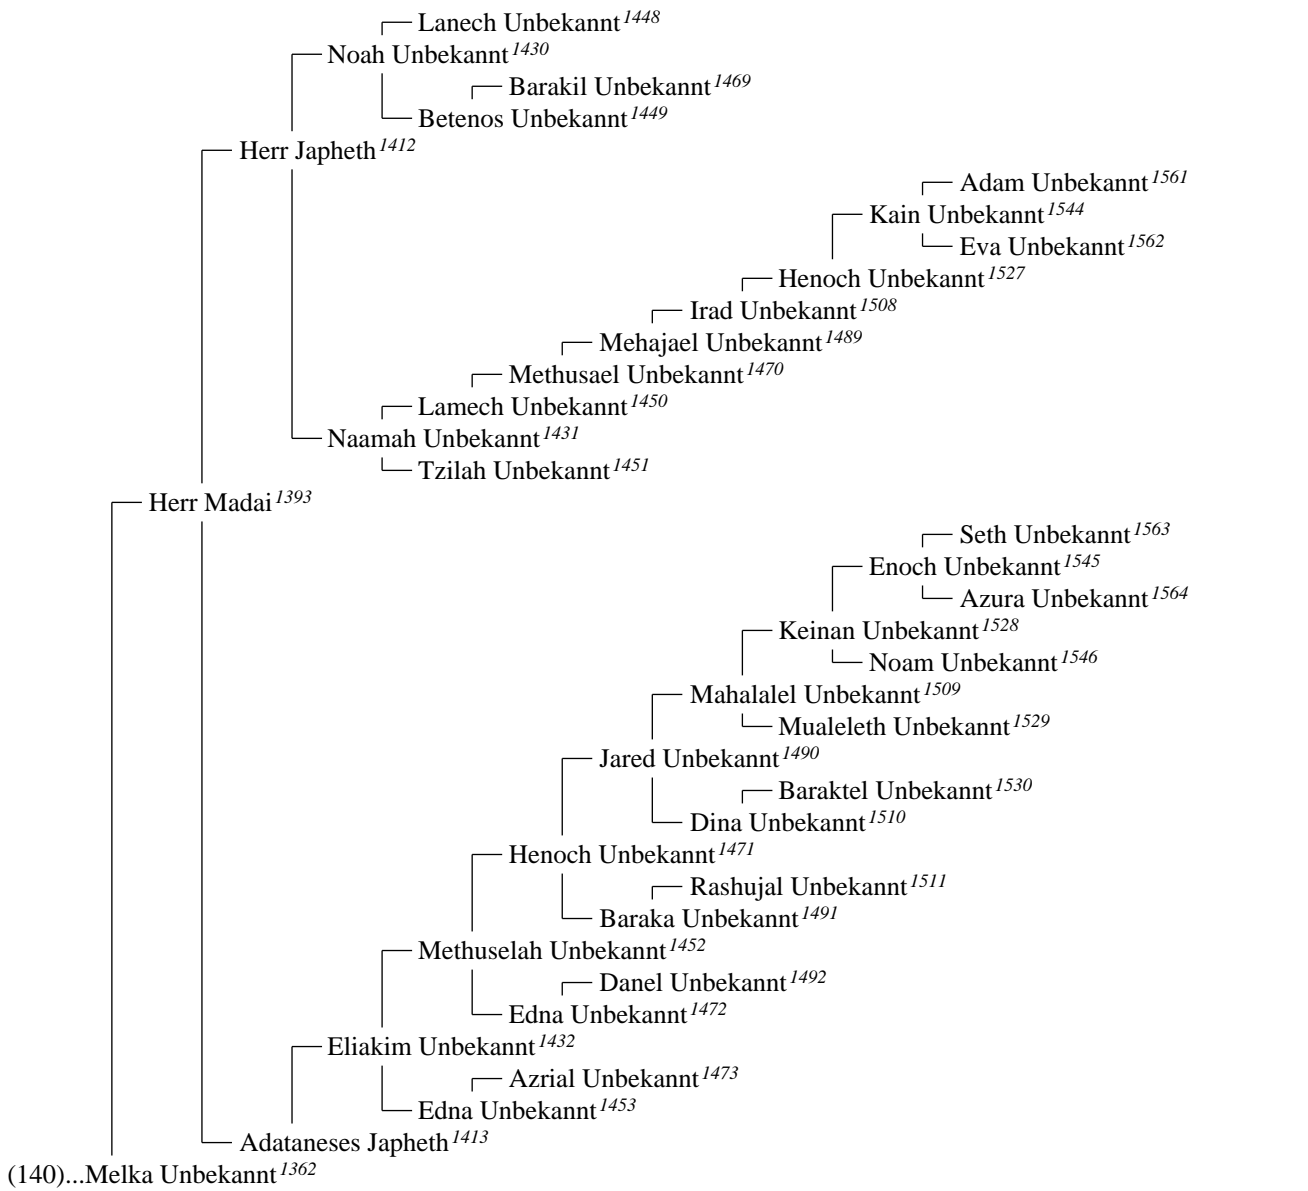 Lanech Unbekannt 1448
Noah Unbekannt 1430
Barakil Unbekannt 1469
Betenos Unbekannt 1449
Herr Japheth 1412
Adam Unbekannt 1561
Kain Unbekannt 1544
Eva Unbekannt 1562
Henoch Unbekannt 1527
Irad Unbekannt 1508
Mehajael Unbekannt 1489
Methusael Unbekannt 1470
Lamech Unbekannt 1450
Naamah Unbekannt 1431
Tzilah Unbekannt 1451
Herr Madai 1393
Seth Unbekannt 1563
Enoch Unbekannt 1545
Azura Unbekannt 1564
Keinan Unbekannt 1528
Noam Unbekannt 1546
Mahalalel Unbekannt 1509
Mualeleth Unbekannt 1529
Jared Unbekannt 1490
Baraktel Unbekannt 1530
Dina Unbekannt 1510
Henoch Unbekannt 1471
Rashujal Unbekannt 1511
Baraka Unbekannt 1491
Methuselah Unbekannt 1452
Danel Unbekannt 1492
Edna Unbekannt 1472
Eliakim Unbekannt 1432
Azrial Unbekannt 1473
Edna Unbekannt 1453
Adataneses Japheth 1413
(140)...Melka Unbekannt 1362